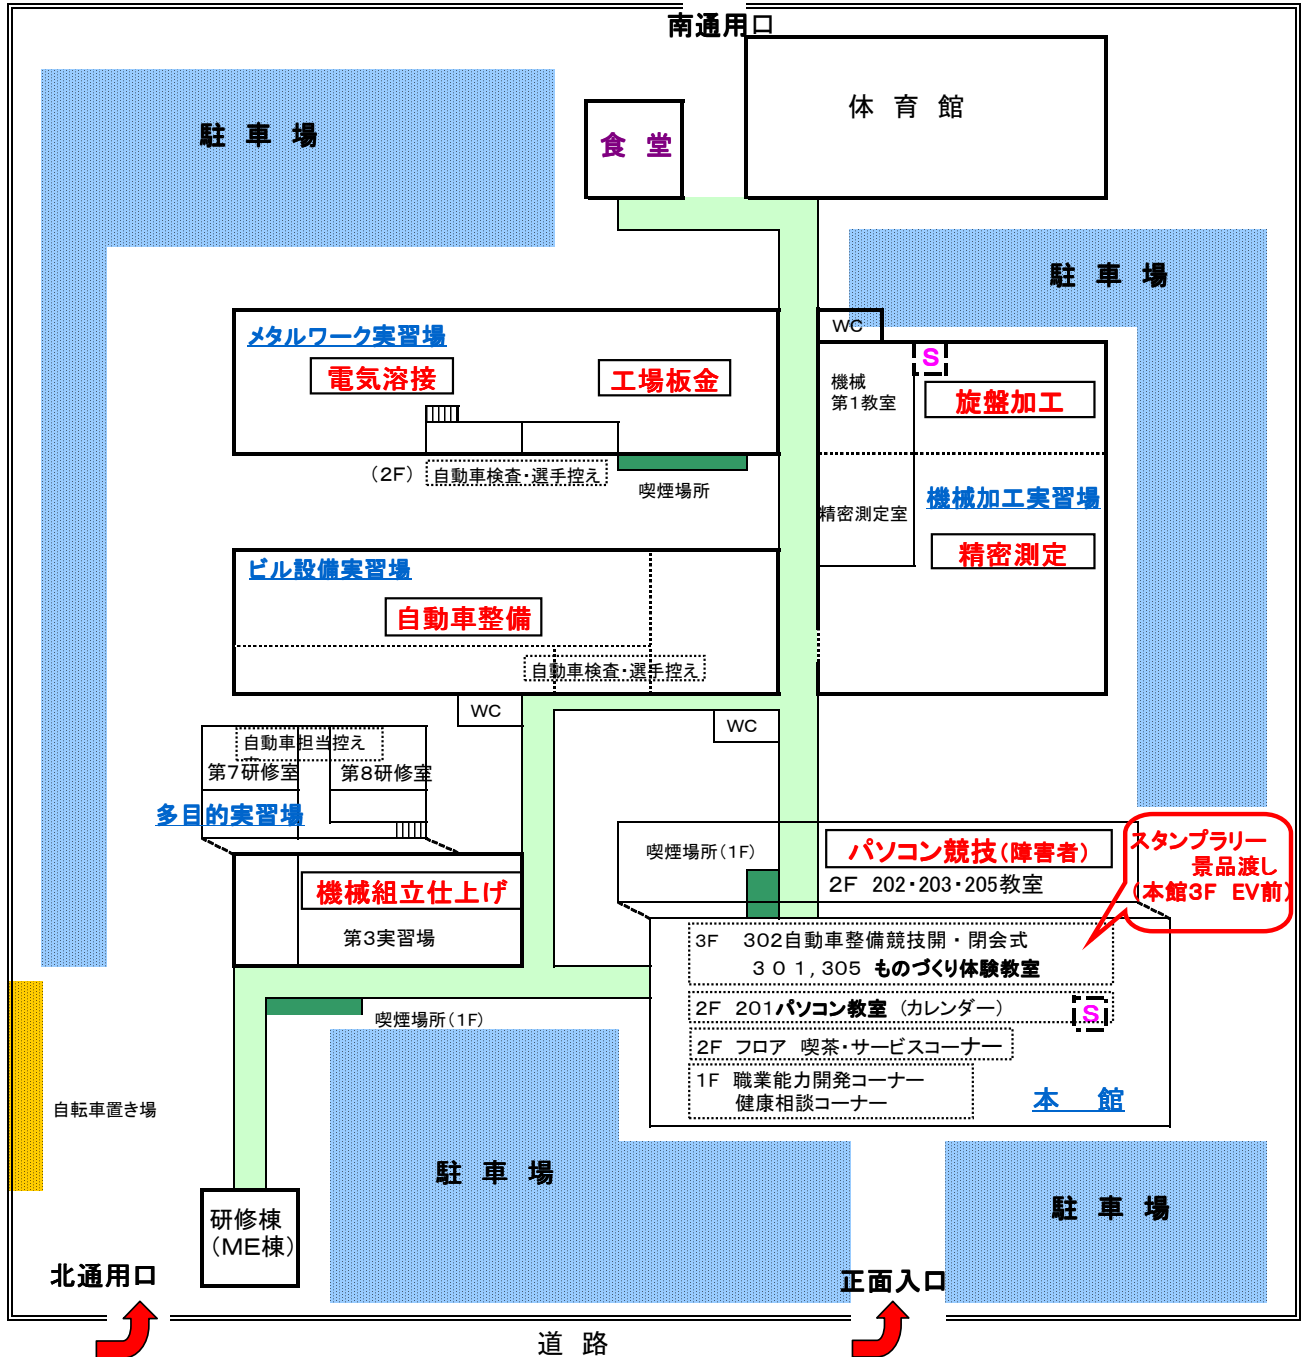 南通用口
体 育 館
食 堂
駐 車 場
駐 車 場
メタルワーク実習場
電気溶接
工場板金
(2F)
自動車検査・選手控え
喫煙場所
WC
S
機械
第1教室
旋盤加工
機械加工実習場
精密測定室
精密測定
ビル設備実習場
自動車整備
自動車検査・選手控え
WC
WC
自動車担当控え
第7研修室
第8研修室
多目的実習場
機械組立仕上げ
第3実習場
喫煙場所(1F)
パソコン競技(障害者)
2F 202・203・205教室
スタンプラリー
景品渡し
(本館3F EV前)
3F 302自動車整備競技開・閉会式
301,305 ものづくり体験教室
2F 201パソコン教室 (カレンダー)
S
2F フロア 喫茶・サービスコーナー
1F 職業能力開発コーナー
健康相談コーナー
本 館
喫煙場所(1F)
自転車置き場
駐 車 場
駐 車 場
研修棟
(ME棟)
北通用口
正面入口
道 路